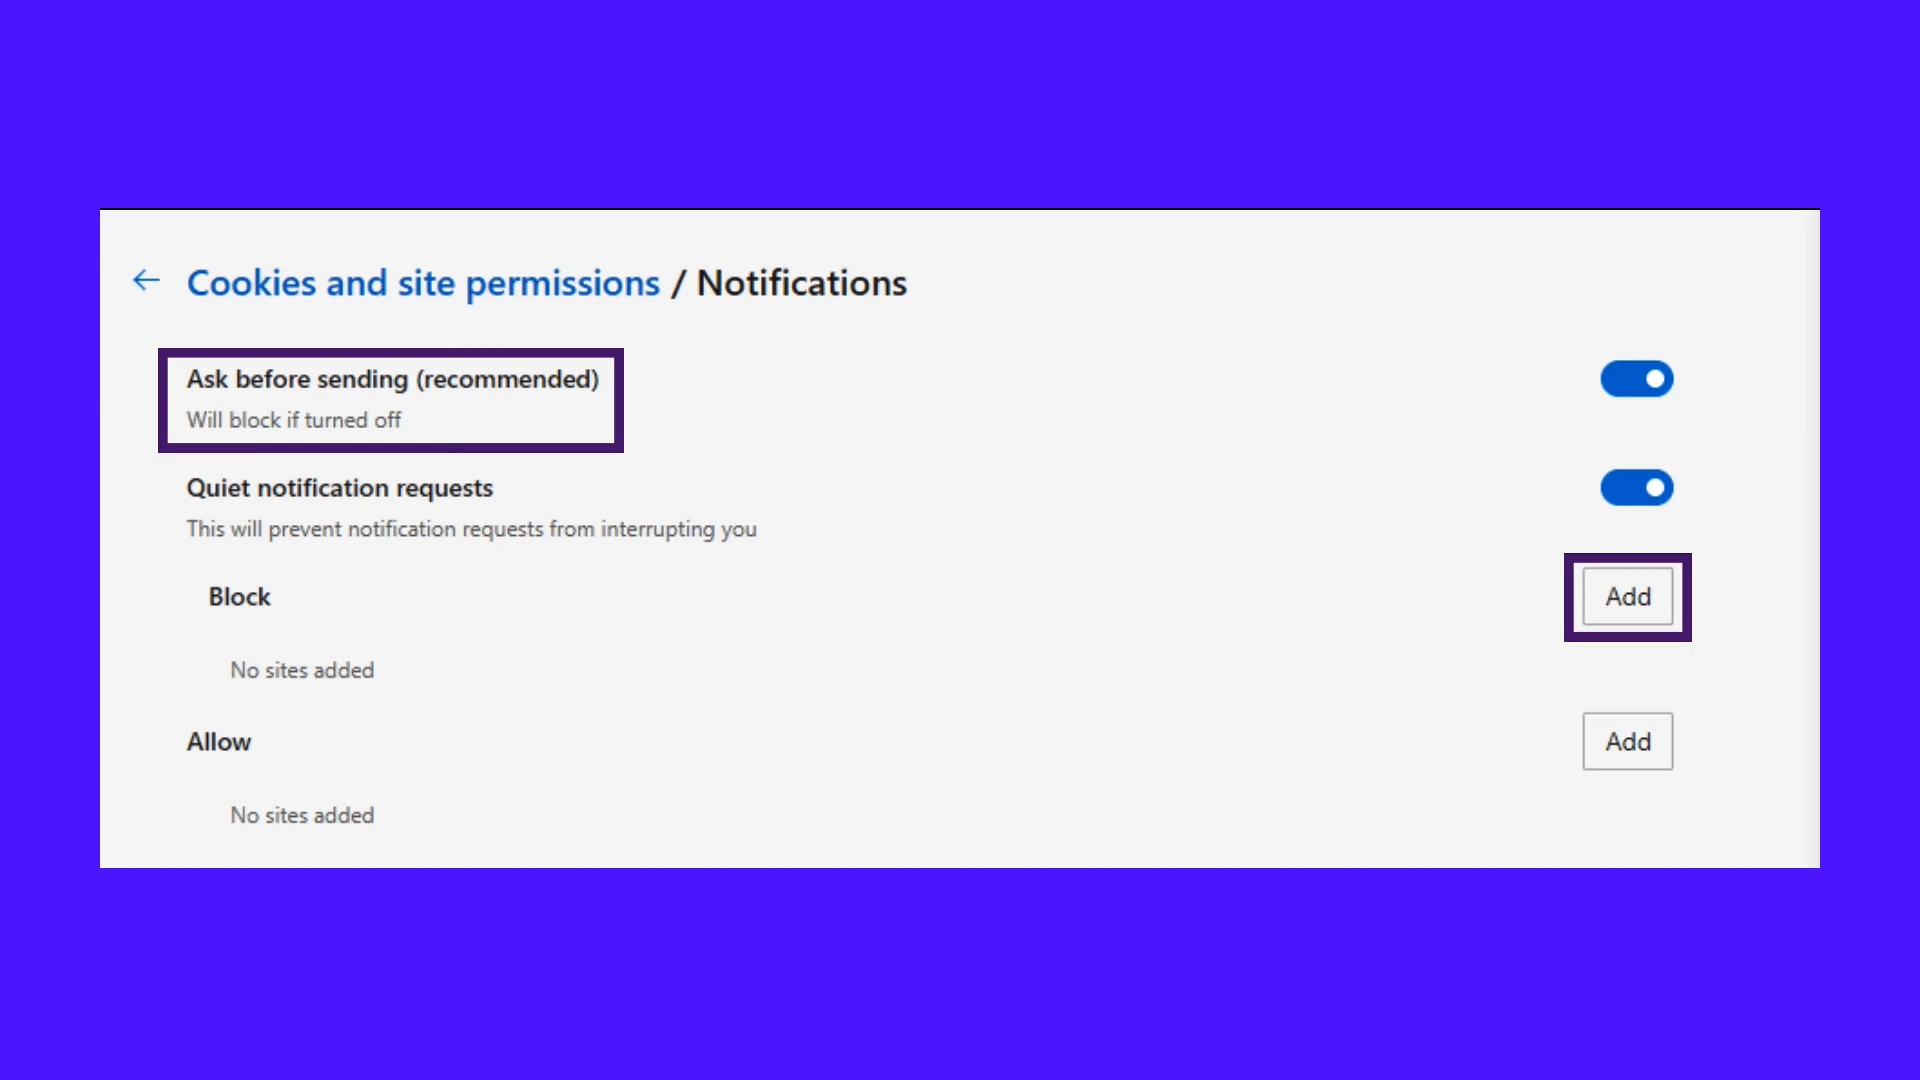 Cookies and site permissions / Notifications
Ask before sending (recommended)
Will block if turned off
Quiet notification requests
This will prevent notification requests from interrupting you
Block
Add
No sites added
Allow
Add
No sites added